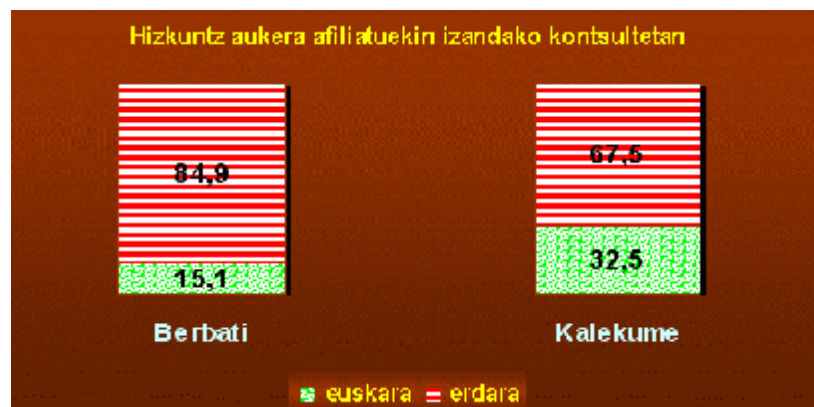 Hizkuntz aukera afiliatuekin izandako kontsultetan
84,9
67,5
15,1
32,5
Berbati
Kalekume
euskara erdara